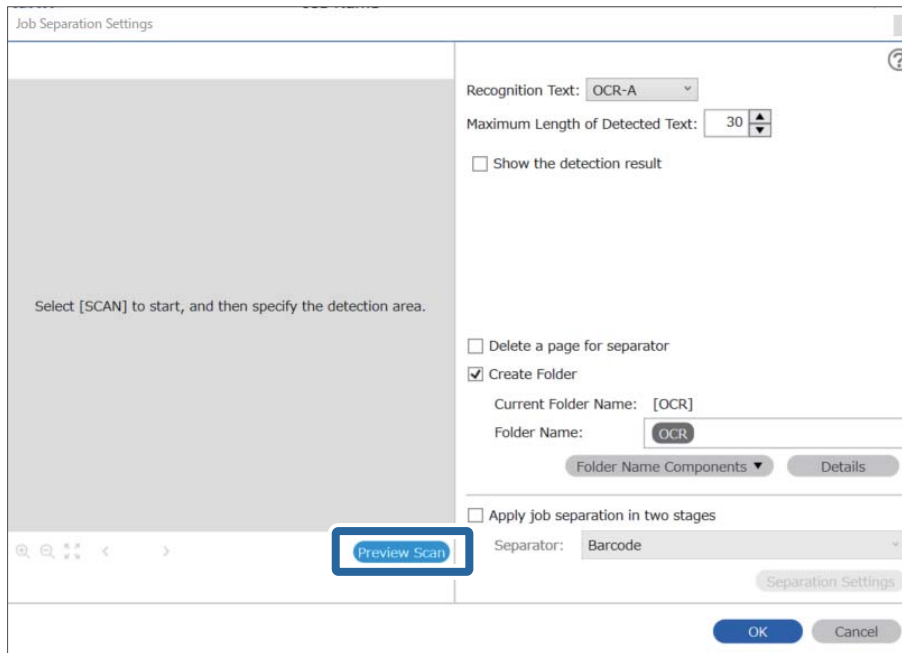 Job Separation Settings
Recognition Text: OCR-A
Maximum Length of Detected Text: 30
Show the detection result
Select [SCAN] to start, and then specify the detection area.
Delete a page for separator
Create Folder
Current Folder Name: [OCR]
Folder Name: OCR
Folder Name Components ▼ Details
Apply job separation in two stages
Preview Scan
Separator: Barcode
Separation Settings
OK Cancel